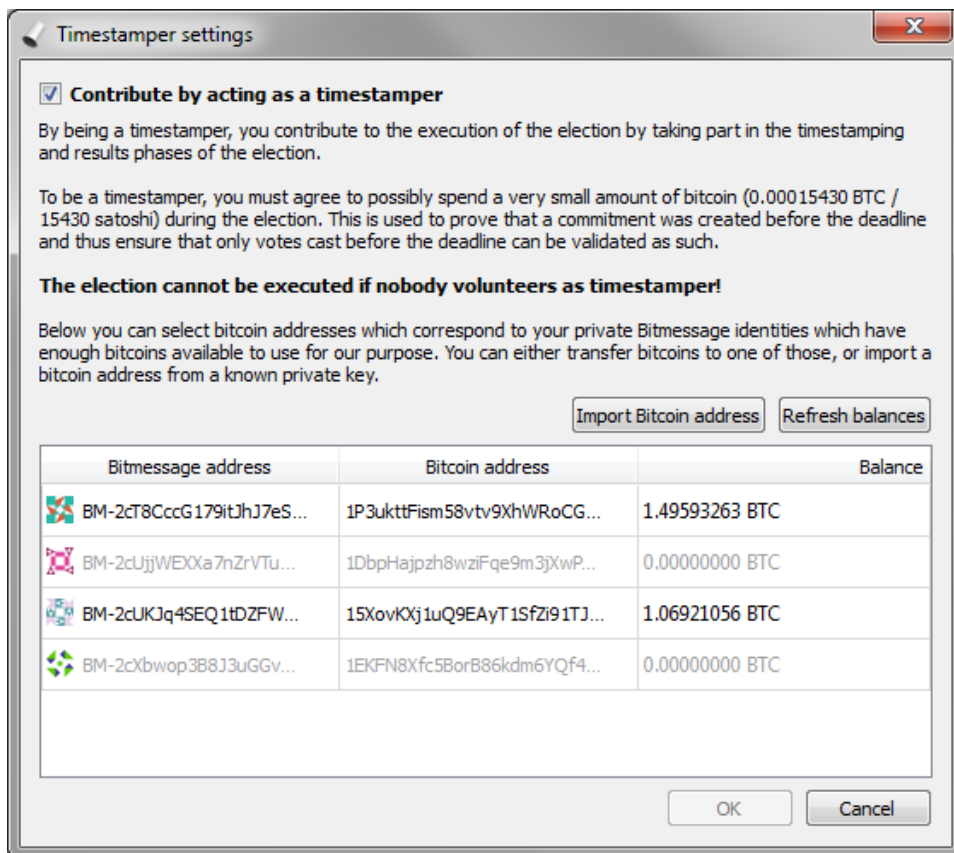 Timestamper settings
Contribute by acting as a timestamper
By being a timestamper, you contribute to the execution of the election by taking part in the timestamping
and results phases of the election.
To be a timestamper, you must agree to possibly spend a very small amount of bitcoin (0.00015430 BTC /
15430 satoshi) during the election. This is used to prove that a commitment was created before the deadline
and thus ensure that only votes cast before the deadline can be validated as such.
The election cannot be executed if nobody volunteers as timestamper!
Below you can select bitcoin addresses which correspond to your private Bitmessage identities which have
enough bitcoins available to use for our purpose. You can either transfer bitcoins to one of those, or import a
bitcoin address from a known private key.
Import Bitcoin address Refresh balances
Bitmessage address Bitcoin address Balance
BM-2cT8CccG179itJhJ7eS... 1P3ukttFism58vtv9XhWRoCG... 1.49593263 BTC
BM-2cUjjWEXXa7nZrVTu... 1DbpHajpzh8wziFqe9m3jXwP... 0.00000000 BTC
BM-2cUKJq4SEQ1tDZFW... 15XovKXj1uQ9EAyT1SfZi91TJ... 1.06921056 BTC
BM-2cXbwop3B8J3uGGv... 1EKFN8Xfc5BorB86kdm6YQf4... 0.00000000 BTC
OK Cancel